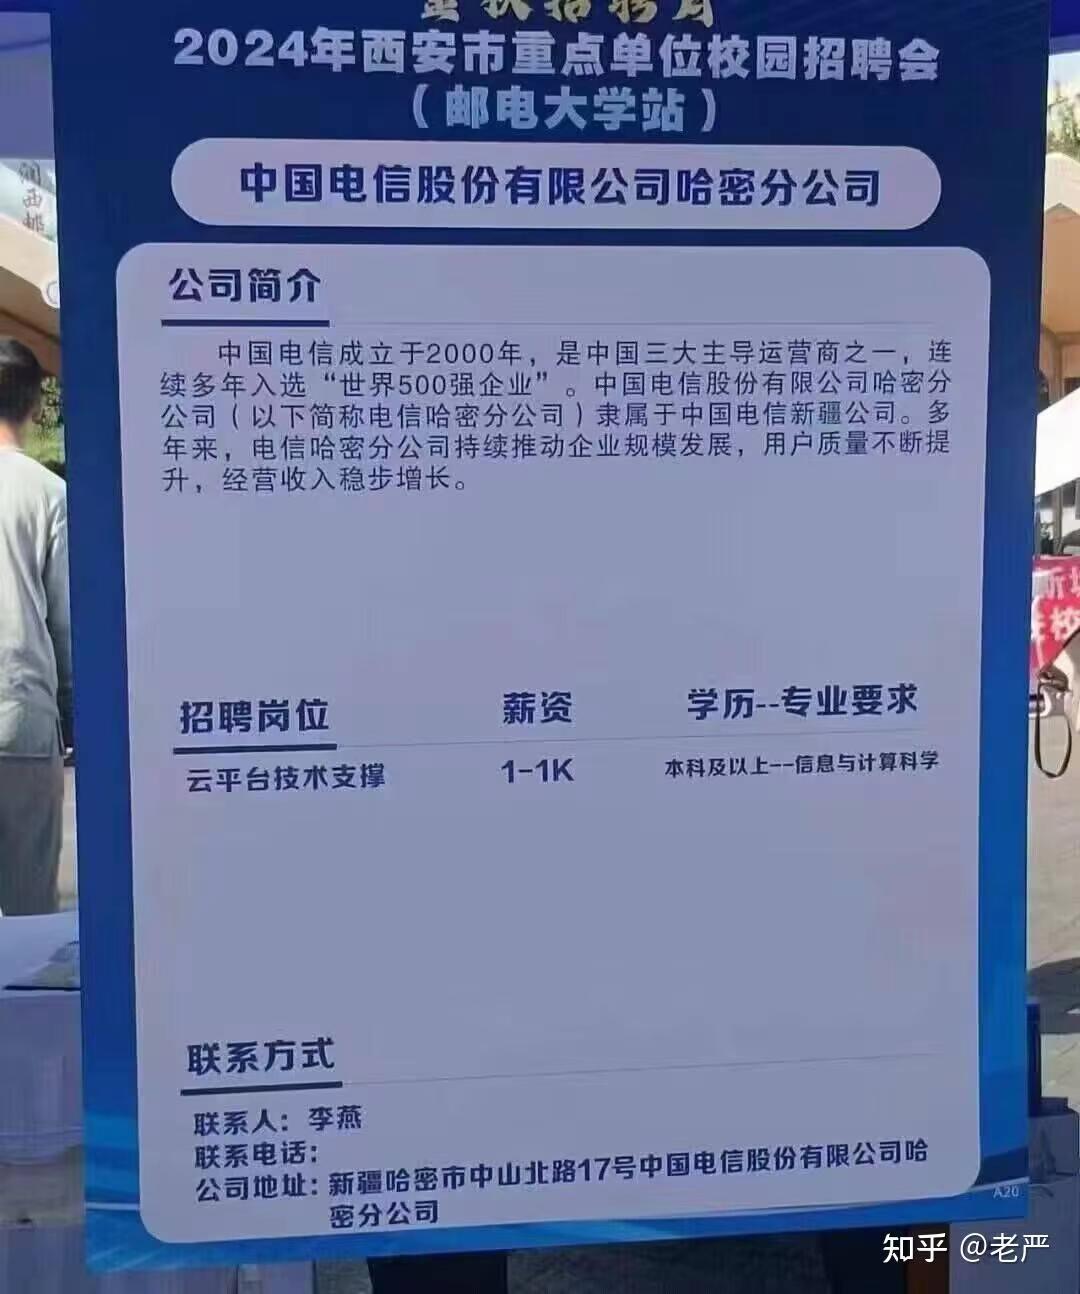 金秋招聘月
2024年西安市重点单位校园招聘会
（邮电大学站）
中国电信股份有限公司哈密分公司
公司简介
中国电信成立于2000年，是中国三大主导运营商之一，连
续多年入选“世界500强企业”。中国电信股份有限公司哈密分
公司（以下简称电信哈密分公司）隶属于中国电信新疆公司。多
年来，电信哈密分公司持续推动企业规模发展，用户质量不断提
升，经营收入稳步增长。
招聘岗位 薪资 学历--专业要求
云平台技术支撑 1-1K 本科及以上--信息与计算科学
联系方式
联系人：李燕
联系电话：
公司地址：新疆哈密市中山北路17号中国电信股份有限公司哈
密分公司
A20
知乎 @老严